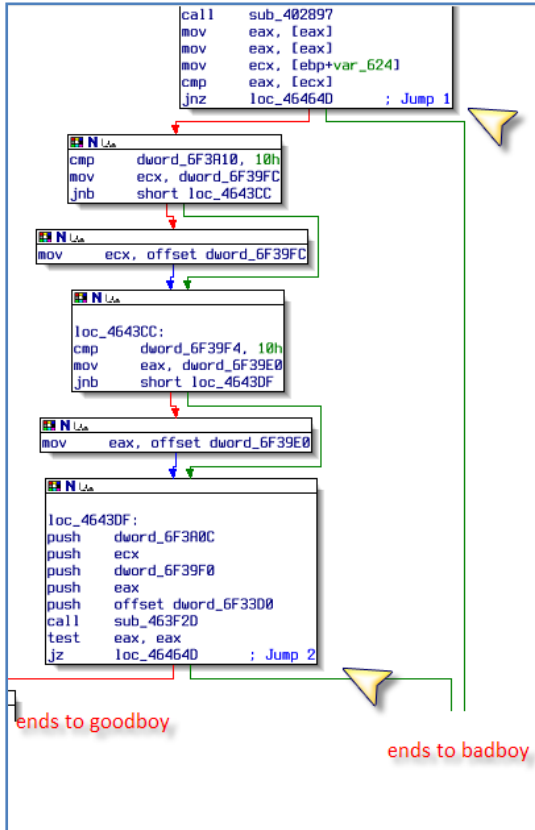 call sub_402897
mov eax, [eax]
mov eax, [eax]
mov ecx, [ebp+var_624]
cmp eax, [ecx]
jnz loc_46464D ; Jump 1
N
cmp dword_6F3A10, 10h
mov ecx, dword_6F39FC
jnb short loc_4643CC
N
mov ecx, offset dword_6F39FC
N
loc_4643CC:
cmp dword_6F39F4, 10h
mov eax, dword_6F39E0
jnb short loc_4643DF
N
mov eax, offset dword_6F39E0
N
loc_4643DF:
push dword_6F3A0C
push ecx
push dword_6F39F0
push eax
push offset dword_6F33D0
call sub_463F2D
test eax, eax
jz loc_46464D ; Jump 2
ends to goodboy
ends to badboy